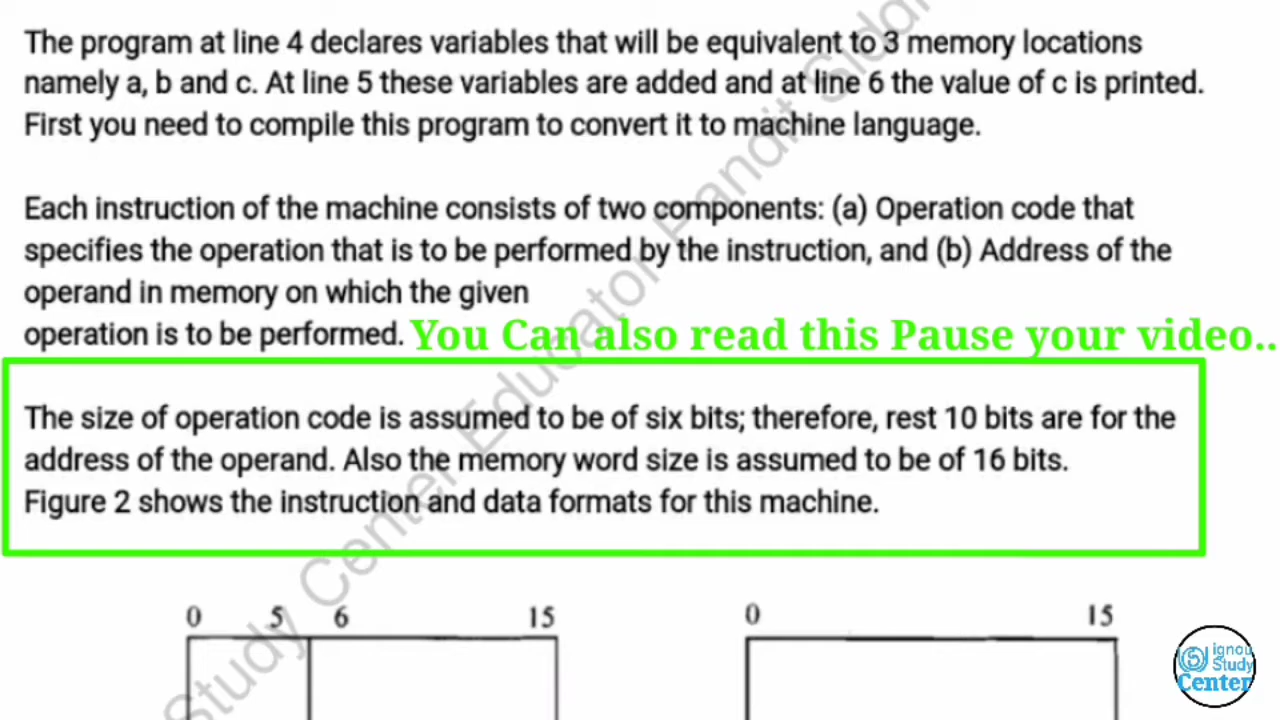 The program at line 4 declares variables that will be equivalent to 3 memory locations
namely a, b and c. At line 5 these variables are added and at line 6 the value of c is printed.
First you need to compile this program to convert it to machine language.
Each instruction of the machine consists of two components: (a) Operation code that
specifies the operation that is to be performed by the instruction, and (b) Address of the
operand in memory on which the given
operation is to be performed. You Can also read this Pause your video..
The size of operation code is assumed to be of six bits; therefore, rest 10 bits are for the
address of the operand. Also the memory word size is assumed to be of 16 bits.
Figure 2 shows the instruction and data formats for this machine.
0 5 6 15 0 15
Study Center Educator Pandit
ignou
Study
Center